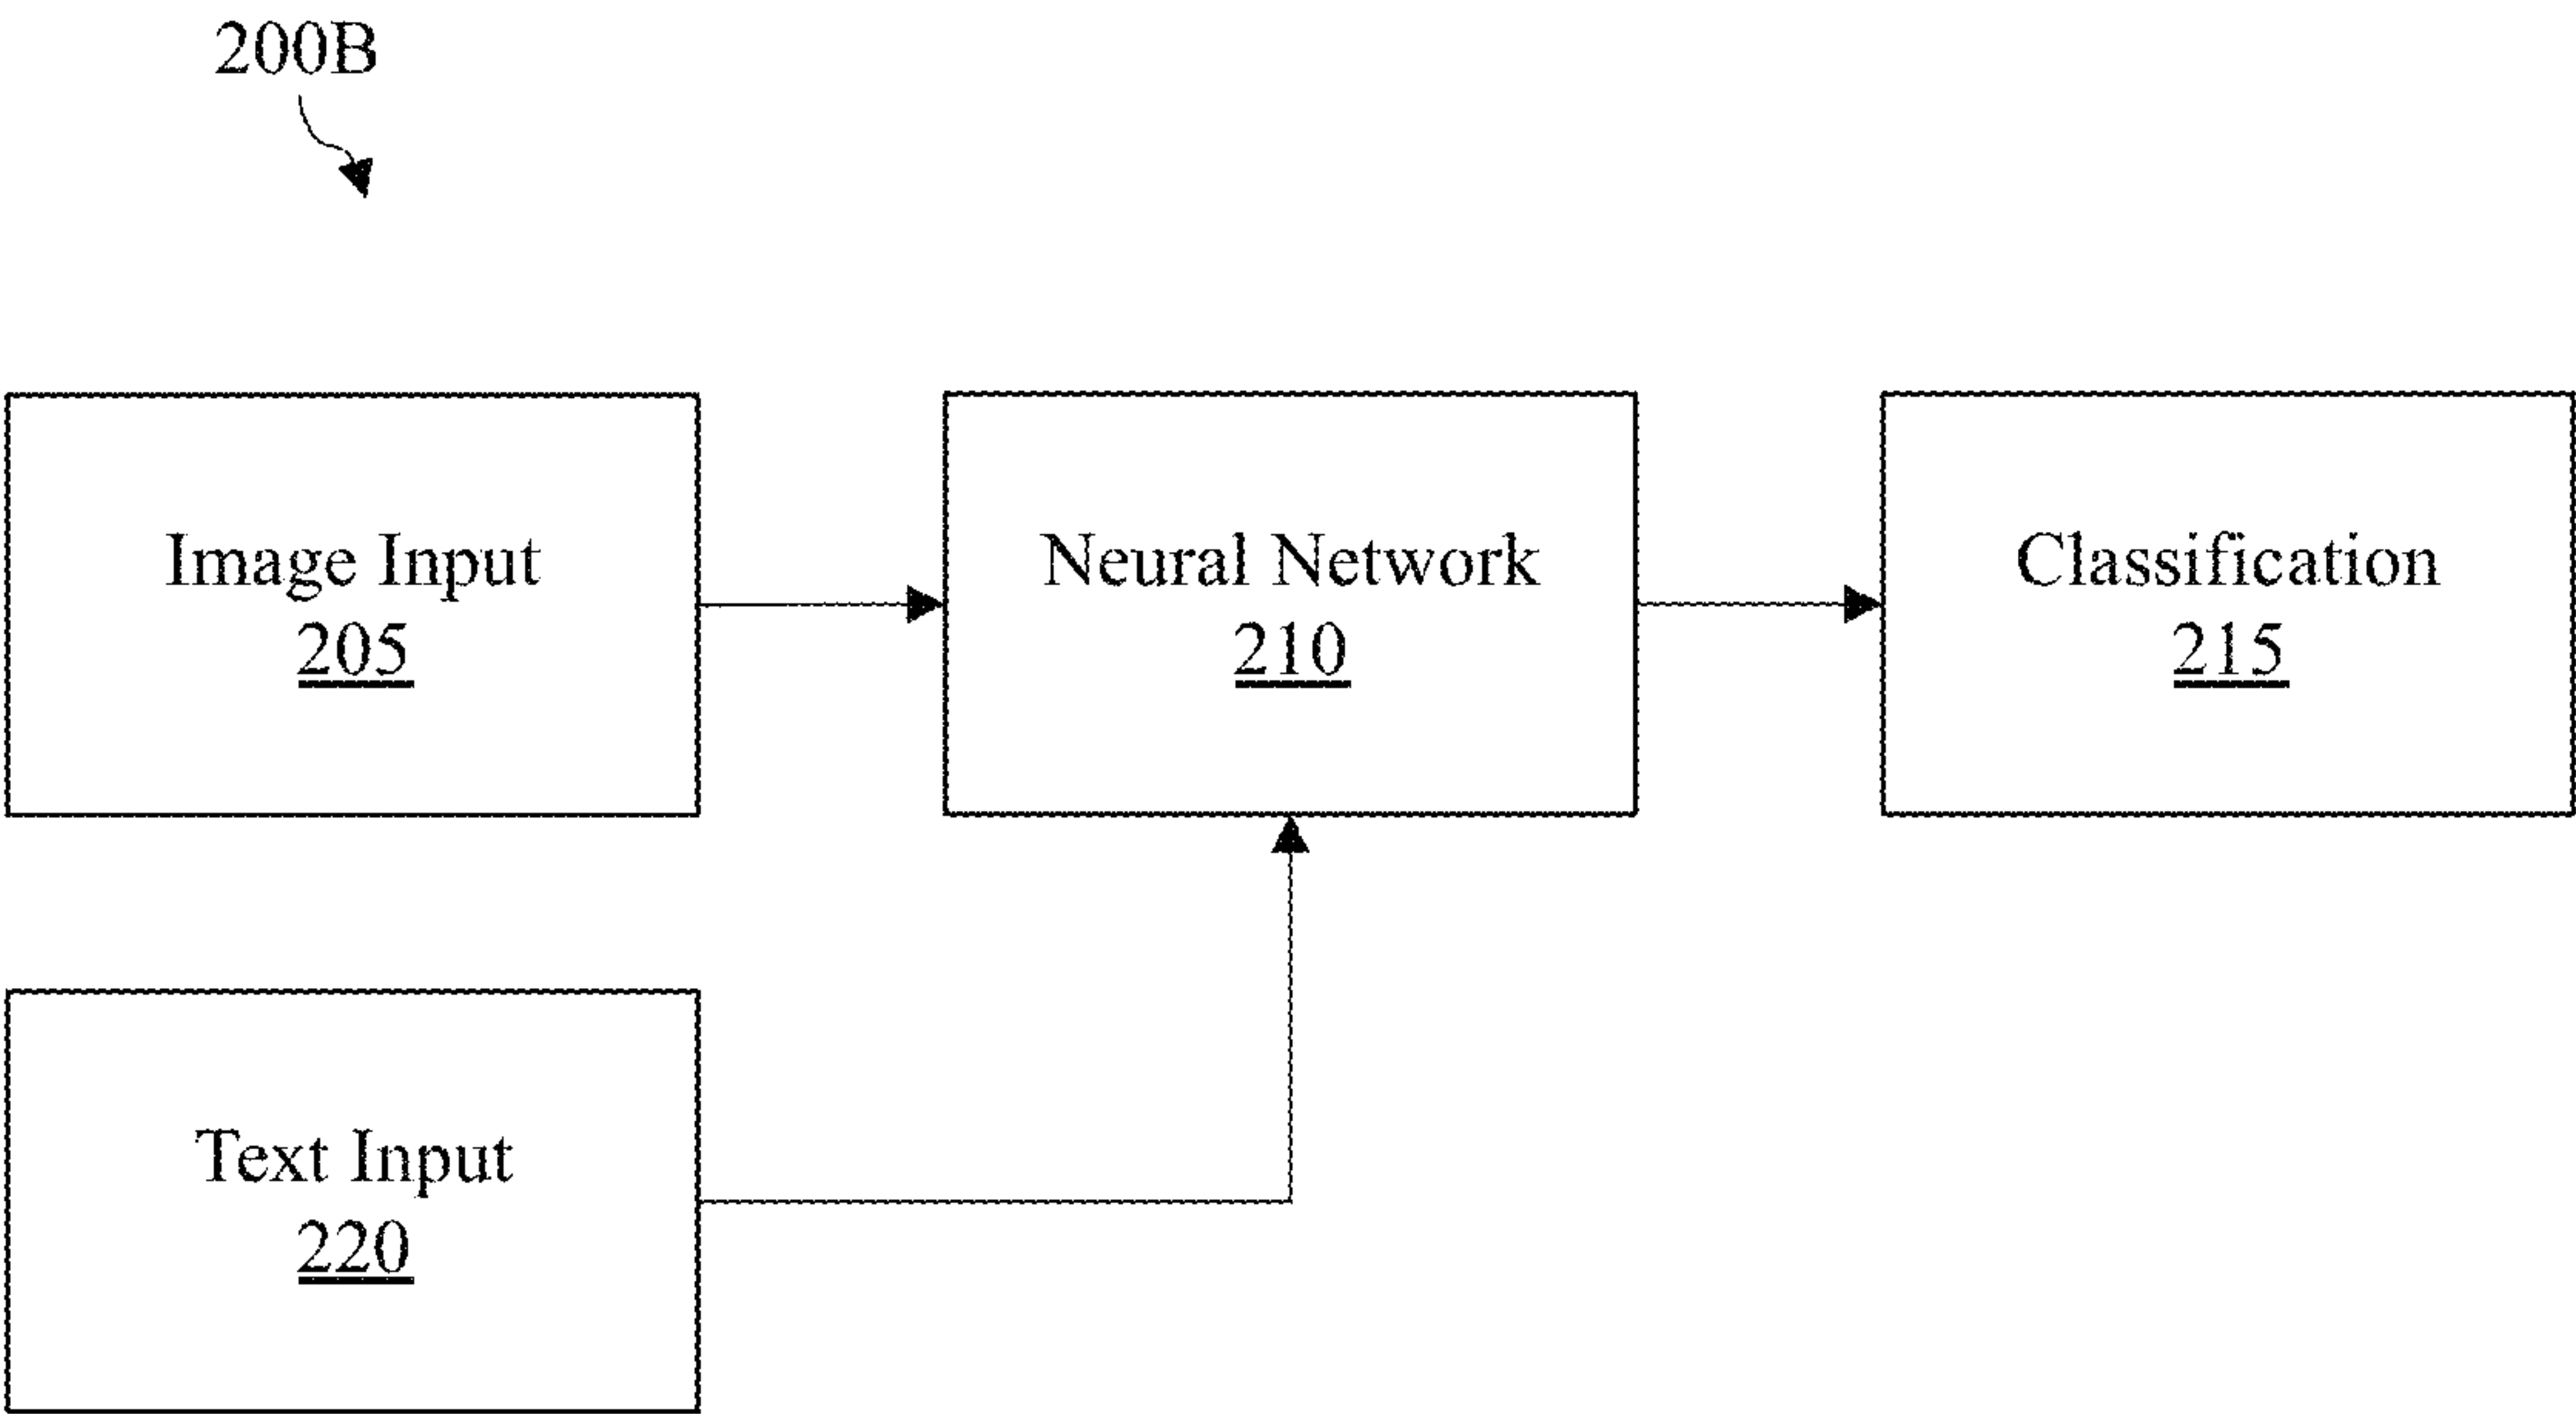 200B
Image Input
205
Neural Network
210
Classification
215
Text Input
220